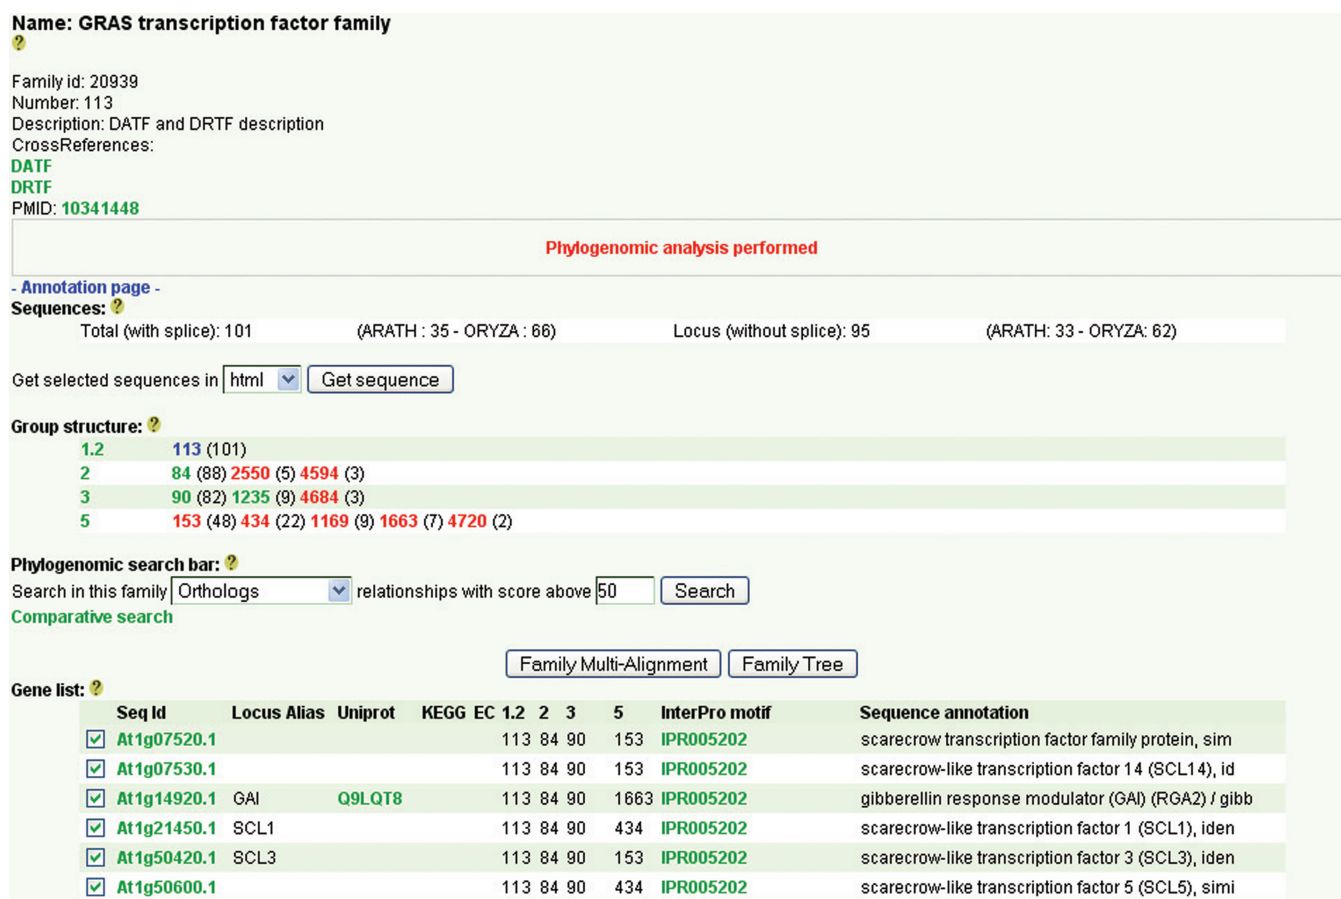 Name: GRAS transcription factor family
?
Family id: 20939
Number: 113
Description: DATF and DRTF description
CrossReferences:
DATF
DRTF
PMID: 10341448
Phylogenomic analysis performed
- Annotation page -
Sequences: ?
Total (with splice): 101 (ARATH : 35 - ORYZA : 66) Locus (without splice): 95 (ARATH: 33 - ORYZA: 62)
Get selected sequences in html Get sequence
Group structure: ?
1.2 113 (101)
2 84 (88) 2550 (5) 4594 (3)
3 90 (82) 1235 (9) 4684 (3)
5 153 (48) 434 (22) 1169 (9) 1663 (7) 4720 (2)
Phylogenomic search bar: ?
Search in this family Orthologs relationships with score above 50 Search
Comparative search
Family Multi-Alignment Family Tree
Gene list: ?
Seq Id Locus Alias Uniprot KEGG EC 1.2 2 3 5 InterPro motif Sequence annotation
At1g07520.1 113 84 90 153 IPR005202 scarecrow transcription factor family protein, sim
At1g07530.1 113 84 90 153 IPR005202 scarecrow-like transcription factor 14 (SCL14), id
At1g14920.1 GAI Q9LQT8 113 84 90 1663 IPR005202 gibberellin response modulator (GAI) (RGA2) / gibb
At1g21450.1 SCL1 113 84 90 434 IPR005202 scarecrow-like transcription factor 1 (SCL1), iden
At1g50420.1 SCL3 113 84 90 153 IPR005202 scarecrow-like transcription factor 3 (SCL3), iden
At1g50600.1 113 84 90 434 IPR005202 scarecrow-like transcription factor 5 (SCL5), simi